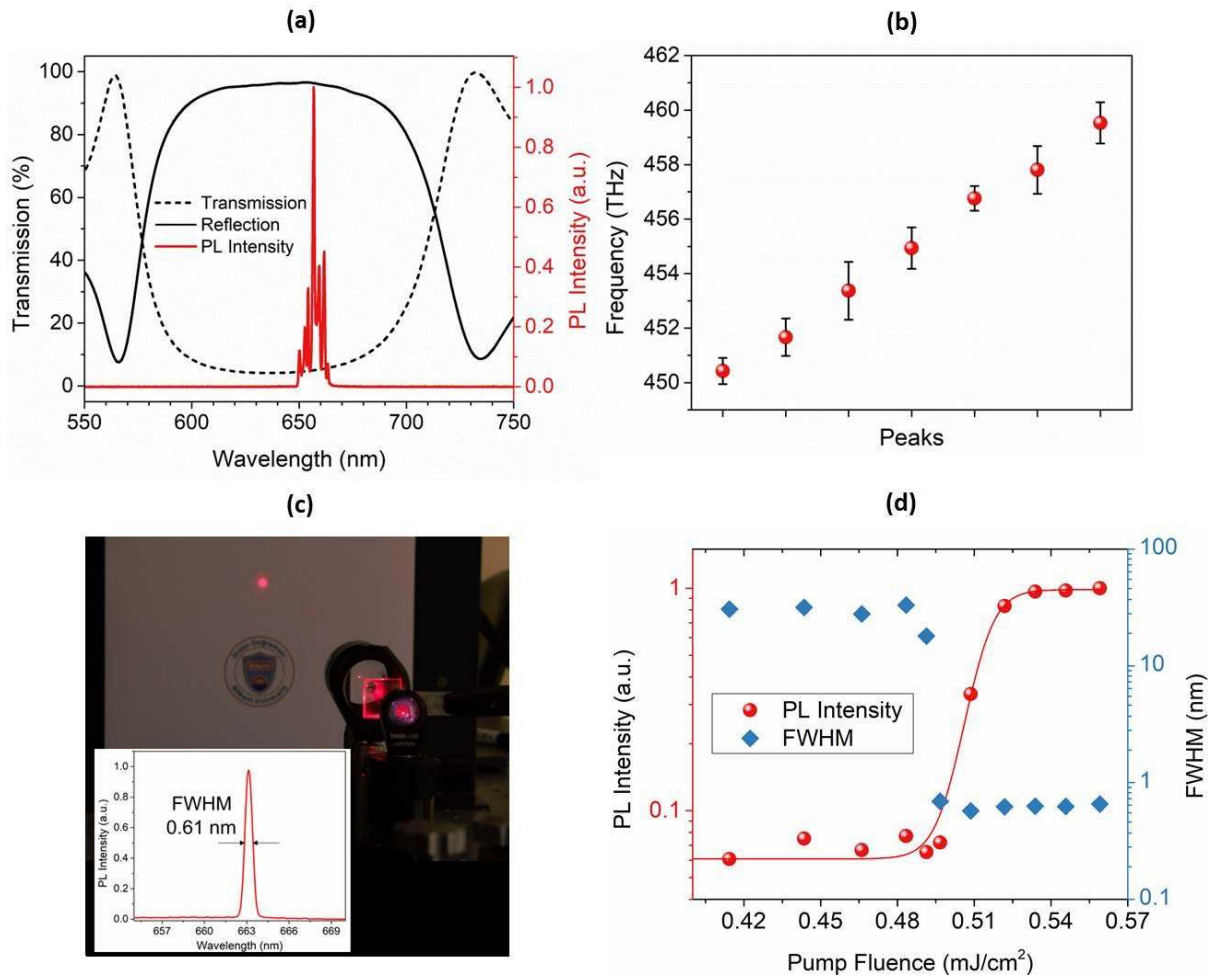 (a)
100
80
60
40
20
0
Transmission (%)
550
600
650
700
750
Wavelength (nm)
1.0
0.8
0.6
0.4
0.2
0.0
PL Intensity (a.u.)
Transmission
Reflection
PL Intensity
(b)
462
460
458
456
454
452
450
Frequency (THz)
Peaks
(c)
Bilkent University
1.0
0.8
0.6
0.4
0.2
0.0
PL Intensity (a.u.)
FWHM
0.61 nm
657
660
663
666
669
Wavelength (nm)
(d)
1
0.1
PL Intensity (a.u.)
PL Intensity
FWHM
100
10
1
0.1
FWHM (nm)
0.42
0.45
0.48
0.51
0.54
0.57
Pump Fluence (mJ/cm²)